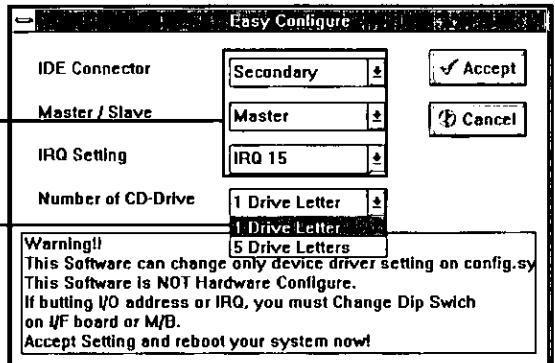 Easy Configure
IDE Connector
Secondary
Accept
Master / Slave
Master
Cancel
IRQ Setting
IRQ 15
Number of CD-Drive
1 Drive Letter
1 Drive Letter
5 Drive Letters
Warning!!
This Software can change only device driver setting on config.sy
This Software is NOT Hardware Configure.
If butting I/O address or IRQ, you must Change Dip Swich
on I/F board or M/B.
Accept Setting and reboot your system now!